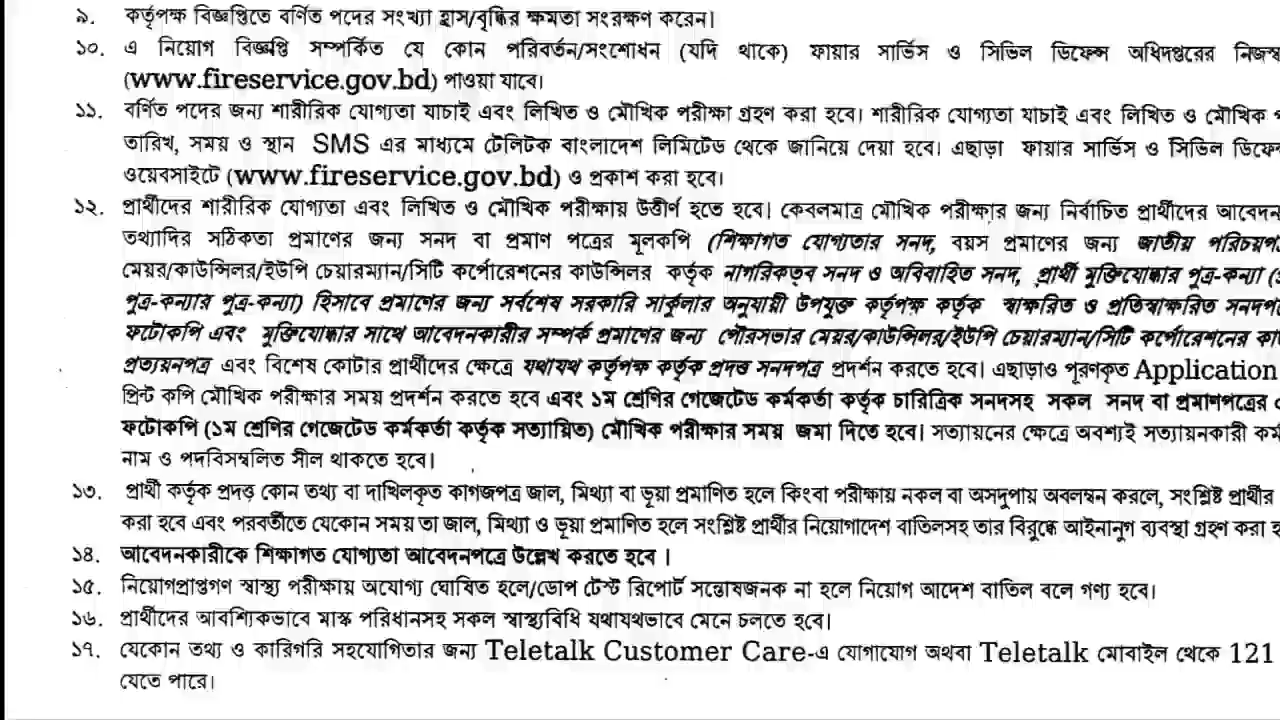 ৯. কর্তৃপক্ষ বিজ্ঞপ্তিতে বর্ণিত পদের সংখ্যা হ্রাস/বৃদ্ধির ক্ষমতা সংরক্ষণ করেন।
১০. এ নিয়োগ বিজ্ঞপ্তি সম্পর্কিত যে কোন পরিবর্তন/সংশোধন (যদি থাকে) ফায়ার সার্ভিস ও সিভিল ডিফেন্স অধিদপ্তরের
(www.fireservice.gov.bd) পাওয়া যাবে।
১১. বর্ণিত পদের জন্য শারীরিক যোগ্যতা যাচাই এবং লিখিত ও মৌখিক পরীক্ষা গ্রহণ করা হবে। শারীরিক যোগ্যতা যাচাই এবং লিখিত ও মৌখিক
তারিখ, সময় ও স্থান SMS এর মাধ্যমে টেলিটক বাংলাদেশ লিমিটেড থেকে জানিয়ে দেয়া হবে। এছাড়া ফায়ার সার্ভিস ও সিভিল
ওয়েবসাইটে (www.fireservice.gov.bd) ও প্রকাশ করা হবে।
১২. প্রার্থীদের শারীরিক যোগ্যতা এবং লিখিত ও মৌখিক পরীক্ষায় উত্তীর্ণ হতে হবে। কেবলমাত্র মৌখিক পরীক্ষার জন্য নির্বাচিত প্রার্থীদের
তথ্যাদির সঠিকতা প্রমাণের জন্য সনদ বা প্রমাণ পত্রের মূলকপি (শিক্ষাগত যোগ্যতার সনদ, বয়স প্রমাণের জন্য জাতীয়
মেয়র/কাউন্সিলর/ইউপি চেয়ারম্যান/সিটি কর্পোরেশনের কাউন্সিলর কর্তৃক নাগরিকত্ব সনদ ও অবিবাহিত সনদ, প্রার্থী মুক্তিযোদ্ধার পুত্র-কন্যা
পুত্র-কন্যার পুত্র-কন্যা) হিসাবে প্রমাণের জন্য সর্বশেষ সরকারি সার্কুলার অনুযায়ী উপযুক্ত কর্তৃপক্ষ কর্তৃক স্বাক্ষরিত ও প্রতিস্বাক্ষরিত
ফটোকপি এবং মুক্তিযোদ্ধার সাথে আবেদনকারীর সম্পর্ক প্রমাণের জন্য পৌরসভার মেয়র/কাউন্সিলর/ইউপি চেয়ারম্যান/সিটি কর্পোরেশনের
প্রত্যয়নপত্র এবং বিশেষ কোটার প্রার্থীদের ক্ষেত্রে যথাযথ কর্তৃপক্ষ কর্তৃক প্রদত্ত সনদপত্র প্রদর্শন করতে হবে। এছাড়াও পূরণকৃত Application
প্রিন্ট কপি মৌখিক পরীক্ষার সময় প্রদর্শন করতে হবে এবং ১ম শ্রেণির গেজেটেড কর্মকর্তা কর্তৃক চারিত্রিক সনদসহ সকল সনদ বা প্রমাণপত্রের
ফটোকপি (১ম শ্রেণির গেজেটেড কর্মকর্তা কর্তৃক সত্যায়িত) মৌখিক পরীক্ষার সময় জমা দিতে হবে। সত্যায়নের ক্ষেত্রে অবশ্যই সত্যায়নকারী
নাম ও পদবিসম্বলিত সীল থাকতে হবে।
১৩. প্রার্থী কর্তৃক প্রদত্ত কোন তথ্য বা দাখিলকৃত কাগজপত্র জাল, মিথ্যা বা ভূয়া প্রমাণিত হলে কিংবা পরীক্ষায় নকল বা অসদুপায় অবলম্বন করলে, সংশ্লিষ্ট প্রার্থীর
করা হবে এবং পরবর্তীতে যেকোন সময় তা জাল, মিথ্যা ও ভূয়া প্রমাণিত হলে সংশ্লিষ্ট প্রার্থীর নিয়োগাদেশ বাতিলসহ তার বিরুদ্ধে আইনানুগ ব্যবস্থা গ্রহণ করা
১৪. আবেদনকারীকে শিক্ষাগত যোগ্যতা আবেদনপত্রে উল্লেখ করতে হবে ।
১৫. নিয়োগপ্রাপ্তগণ স্বাস্থ্য পরীক্ষায় অযোগ্য ঘোষিত হলে/ডোপ টেস্ট রিপোর্ট সন্তোষজনক না হলে নিয়োগ আদেশ বাতিল বলে গণ্য হবে।
১৬. প্রার্থীদের আবশ্যিকভাবে মাস্ক পরিধানসহ সকল স্বাস্থ্যবিধি যথাযথভাবে মেনে চলতে হবে।
১৭. যেকোন তথ্য ও কারিগরি সহযোগিতার জন্য Teletalk Customer Care-এ যোগাযোগ অথবা Teletalk মোবাইল থেকে 121
যেতে পারে।